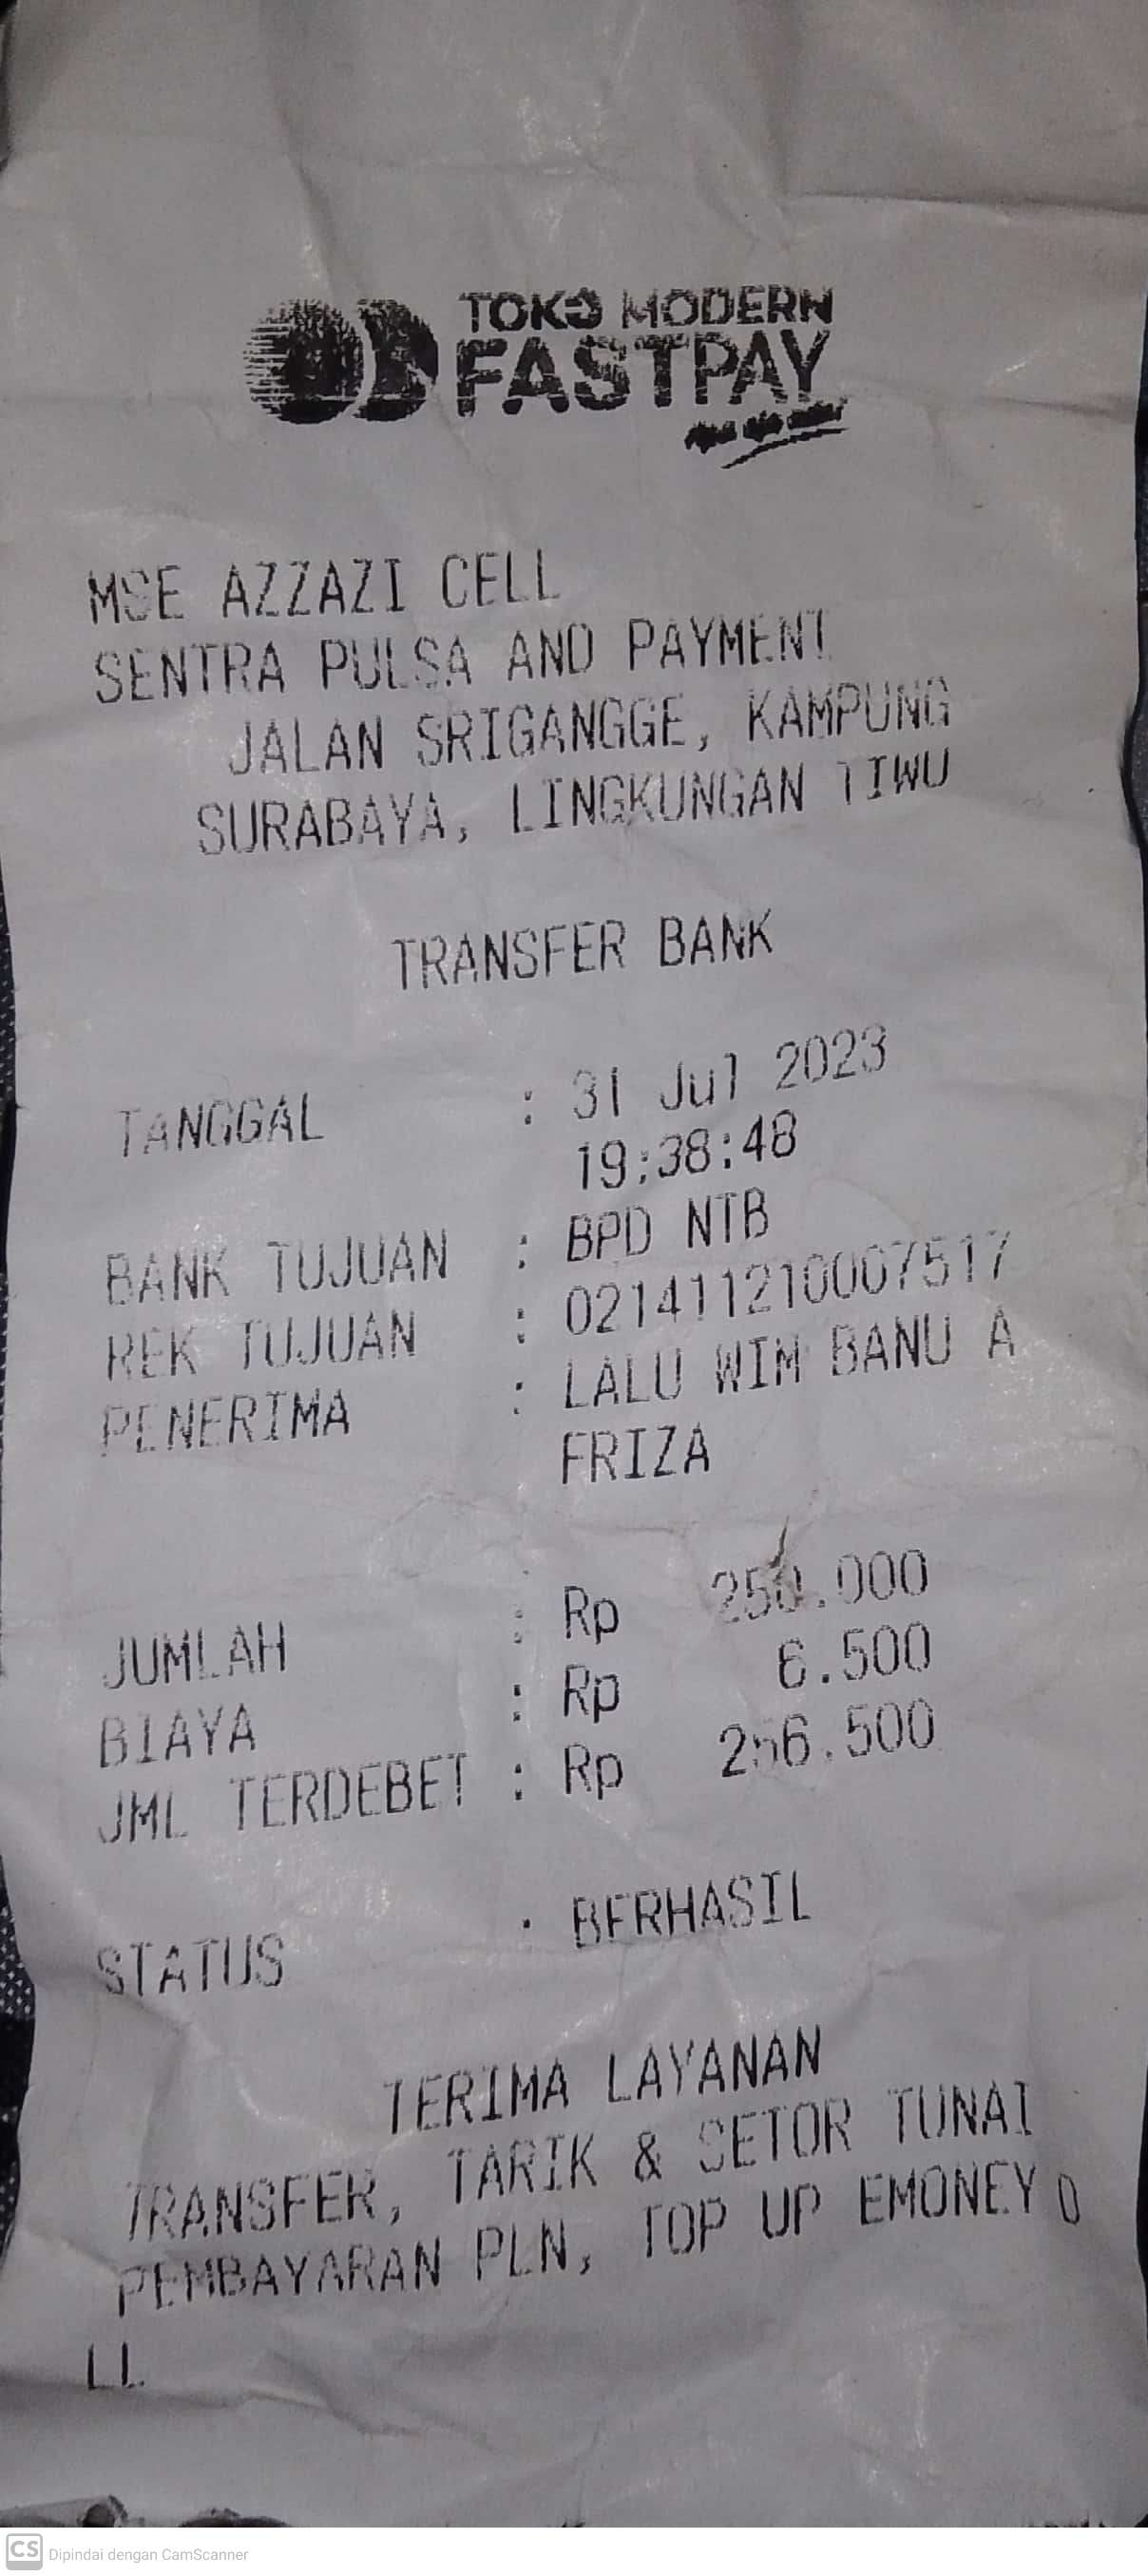 TOKO MODERN
FASTPAY
MSE AZZAZI CELL
SENTRA PULSA AND PAYMENT
JALAN SRIGANGGE, KAMPUNG
SURABAYA, LINGKUNGAN TIWU
TRANSFER BANK
TANGGAL : 31 Jul 2023
19:38:48
BANK TUJUAN : BPD NTB
REK TUJUAN : 021411210007517
PENERIMA : LALU WIM BANU A
FRIZA
JUMLAH : Rp 250.000
BIAYA : Rp 6.500
JML TERDEBET : Rp 256.500
STATUS : BERHASIL
TERIMA LAYANAN
TRANSFER, TARIK & SETOR TUNAI
PEMBAYARAN PLN, TOP UP EMONEY D
LL
CS Dipindai dengan CamScanner